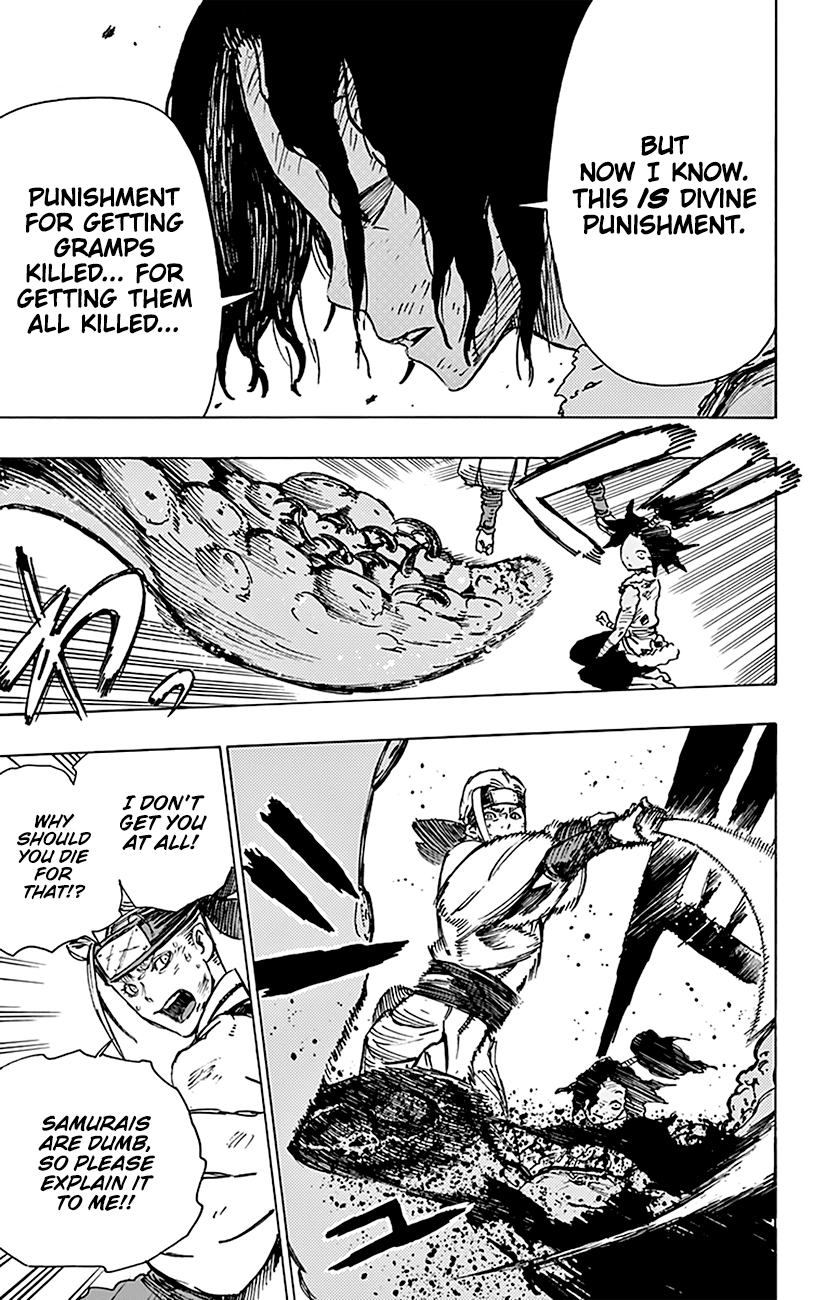 BUT
NOW I KNOW.
THIS IS DIVINE
PUNISHMENT.
PUNISHMENT
FOR GETTING
GRAMPS
KILLED... FOR
GETTING THEM
ALL KILLED...
I DON'T
GET YOU
AT ALL!
WHY
SHOULD
YOU DIE
FOR
THAT!?
SAMURAIS
ARE DUMB,
SO PLEASE
EXPLAIN IT
TO ME!!